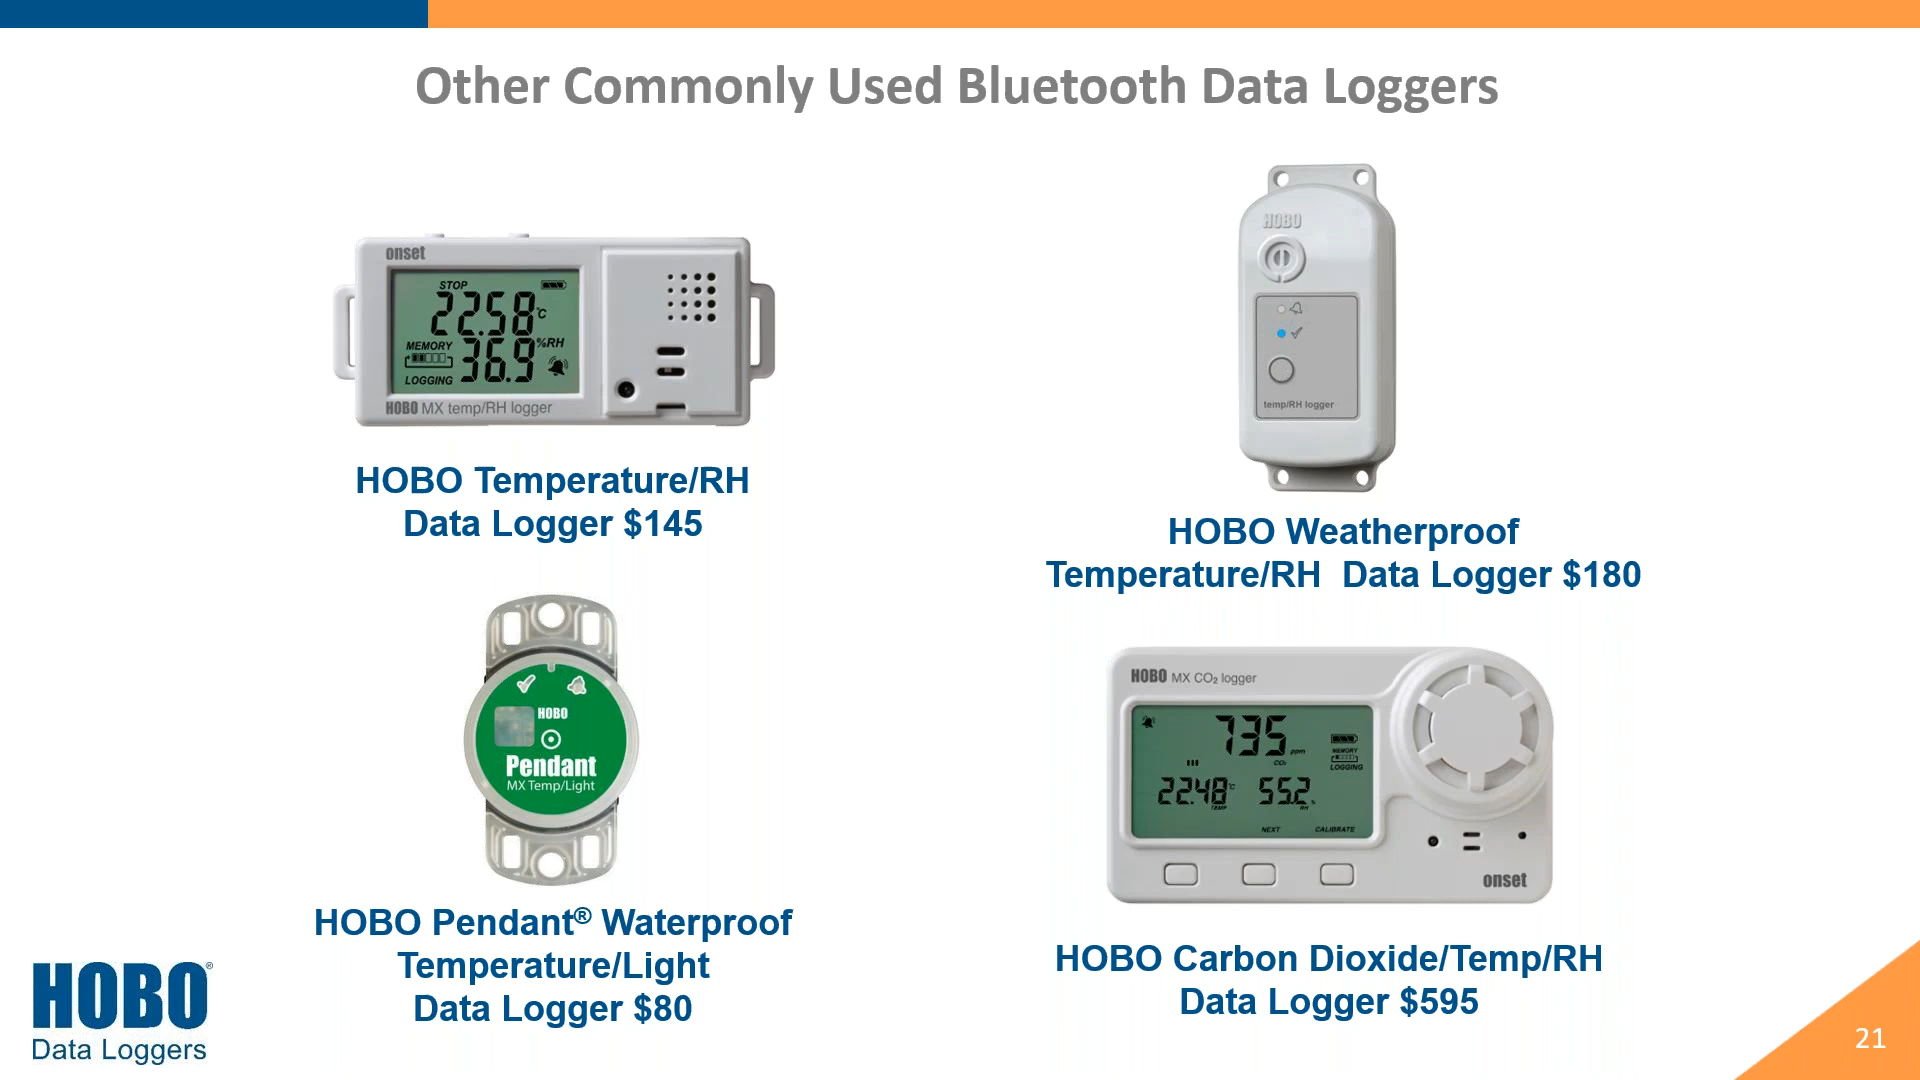 Other Commonly Used Bluetooth Data Loggers
onset
STOP
22.58 °C
MEMORY
36.9 %RH
LOGGING
HOBO MX temp/RH logger
HOBO Temperature/RH
Data Logger $145
HOBO
temp/RH logger
HOBO Weatherproof
Temperature/RH Data Logger $180
HOBO
Pendant
MX Temp/Light
HOBO Pendant® Waterproof
Temperature/Light
Data Logger $80
HOBO MX CO₂ logger
735 ppm
CO₂
MEMORY
LOGGING
22.48 °C
TEMP
55.2 %
RH
NEXT CALIBRATE
onset
HOBO Carbon Dioxide/Temp/RH
Data Logger $595
HOBO®
Data Loggers
21